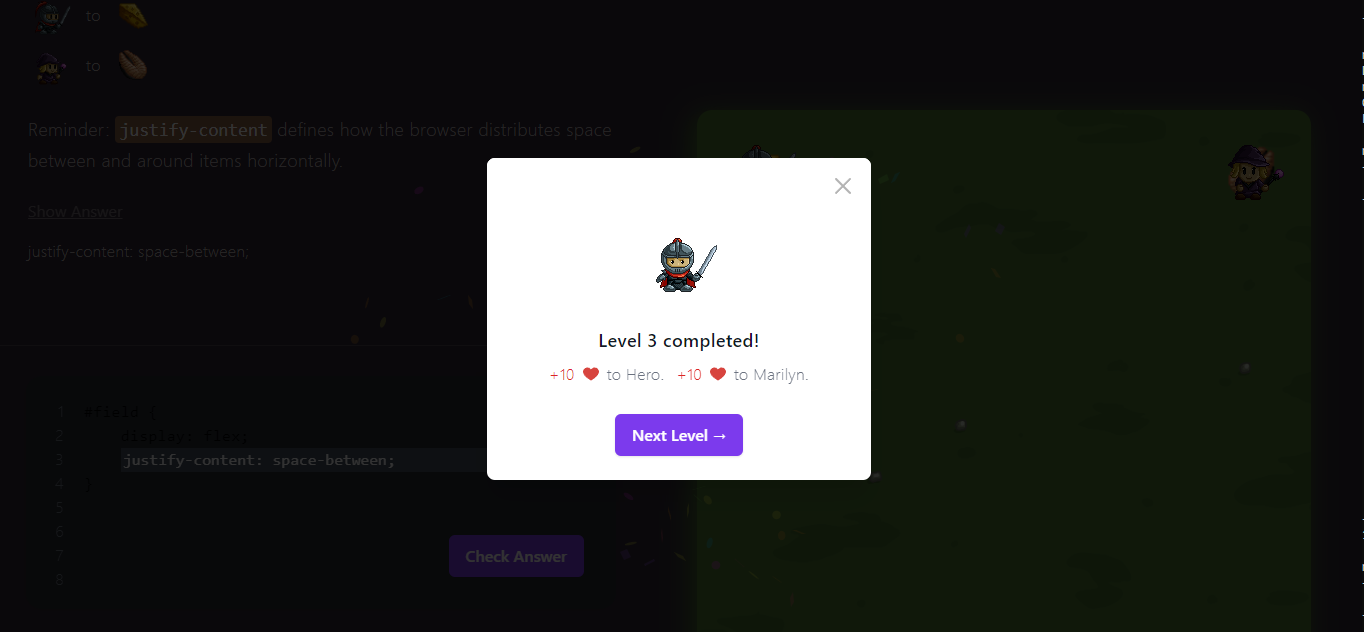 to
to
Reminder: justify-content defines how the browser distributes space
between and around items horizontally.
Show Answer
justify-content: space-between;
Level 3 completed!
+10 ❤ to Hero. +10 ❤ to Marilyn.
Next Level →
1 #field {
2 display: flex;
3 justify-content: space-between;
4 }
5
6
7
8
Check Answer